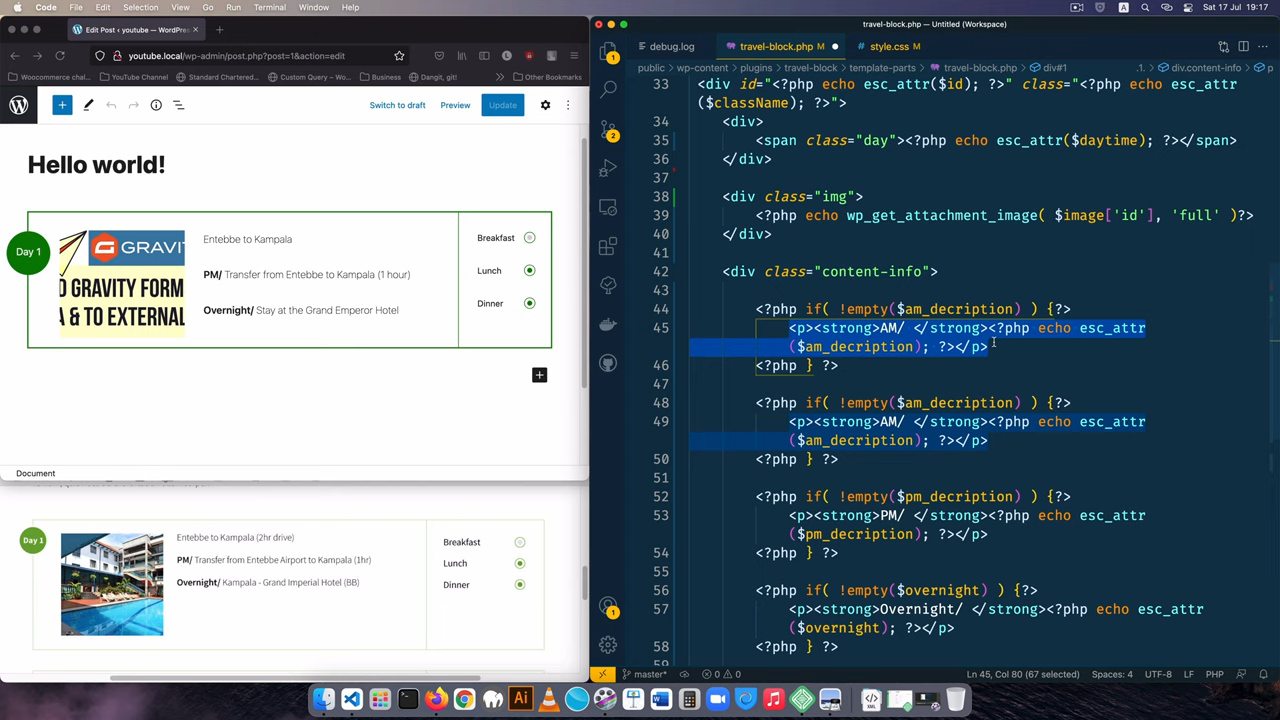 Code File Edit Selection View Go Run Terminal Window Help
A Sat 17 Jul 19:17
Edit Post ‹ youtube — WordPres × +
youtube.local/wp-admin/post.php?post=1&action=edit
Woocommerce chall... YouTube Channel Standard Chartered... Custom Query – Wo... Business Dangit, git! » Other Bookmarks
Switch to draft Preview Update
Hello world!
Day 1
GRAVIT
O GRAVITY FORM
A & TO EXTERNAL
Entebbe to Kampala
PM/ Transfer from Entebbe to Kampala (1 hour)
Overnight/ Stay at the Grand Emperor Hotel
Breakfast
Lunch
Dinner
Document
Day 1
Entebbe to Kampala (2hr drive)
PM/ Transfer from Entebbe Airport to Kampala (1hr)
Overnight/ Kampala - Grand Imperial Hotel (BB)
Breakfast
Lunch
Dinner
travel-block.php — Untitled (Workspace)
debug.log travel-block.php M ● style.css M
public › wp-content › plugins › travel-block › template-parts › travel-block.php › div#1 .1. › div.content-info › p
33 <div id="<?php echo esc_attr($id); ?>" class="<?php echo esc_attr
($className); ?>">
34 <div>
35 <span class="day"><?php echo esc_attr($daytime); ?></span>
36 </div>
37
38 <div class="img">
39 <?php echo wp_get_attachment_image( $image['id'], 'full' )?>
40 </div>
41
42 <div class="content-info">
43
44 <?php if( !empty($am_decription) ) {?>
45 <p><strong>AM/ </strong><?php echo esc_attr
($am_decription); ?></p>
46 <?php } ?>
47
48 <?php if( !empty($am_decription) ) {?>
49 <p><strong>AM/ </strong><?php echo esc_attr
($am_decription); ?></p>
50 <?php } ?>
51
52 <?php if( !empty($pm_decription) ) {?>
53 <p><strong>PM/ </strong><?php echo esc_attr
($pm_decription); ?></p>
54 <?php } ?>
55
56 <?php if( !empty($overnight) ) {?>
57 <p><strong>Overnight/ </strong><?php echo esc_attr
($overnight); ?></p>
58 <?php } ?>
59
master* 0 0 Ln 45, Col 80 (67 selected) Spaces: 4 UTF-8 LF PHP